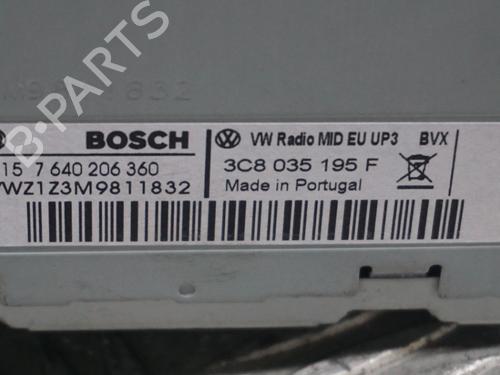 BOSCH
15 7 640 206 360
VWZ1Z3M9811832
VW Radio MID EU UP3 BVX
3C8 035 195 F
Made in Portugal
B-PARTS